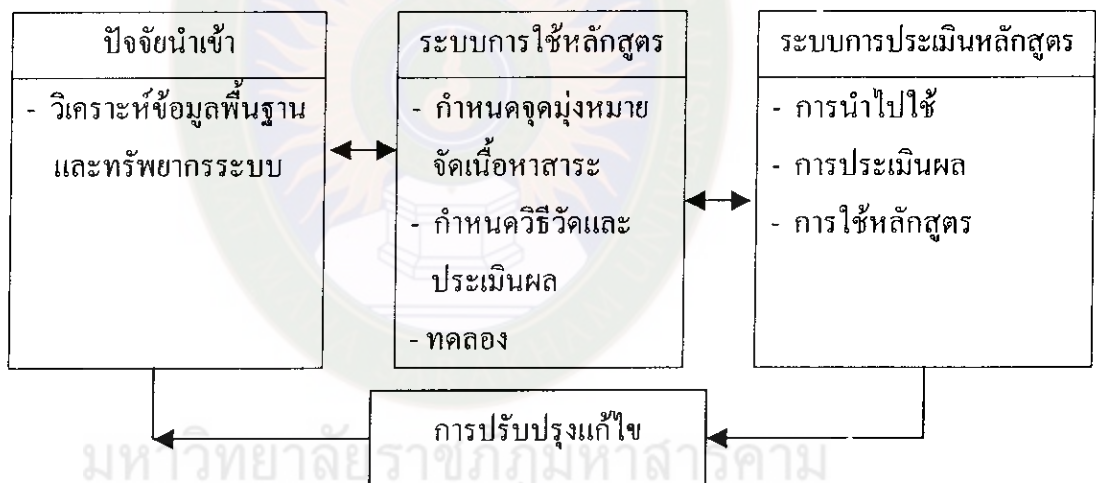 ปัจจัยนำเข้า
- วิเคราะห์ข้อมูลพื้นฐาน
และทรัพยากรระบบ
ระบบการใช้หลักสูตร
- กำหนดจุดมุ่งหมาย
จัดเนื้อหาสาระ
- กำหนดวิธีวัดและ
ประเมินผล
- ทดลอง
ระบบการประเมินหลักสูตร
- การนำไปใช้
- การประเมินผล
- การใช้หลักสูตร
การปรับปรุงแก้ไข
มหาวิทยาลัยราชภัฏมหาสารคาม